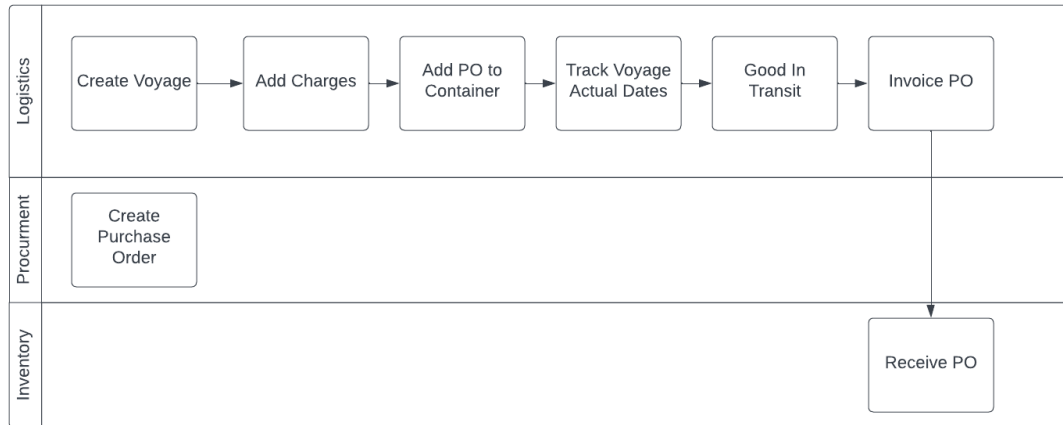 Logistics
Create Voyage
Add Charges
Add PO to
Container
Track Voyage
Actual Dates
Good In
Transit
Invoice PO
Procurment
Create
Purchase
Order
Inventory
Receive PO